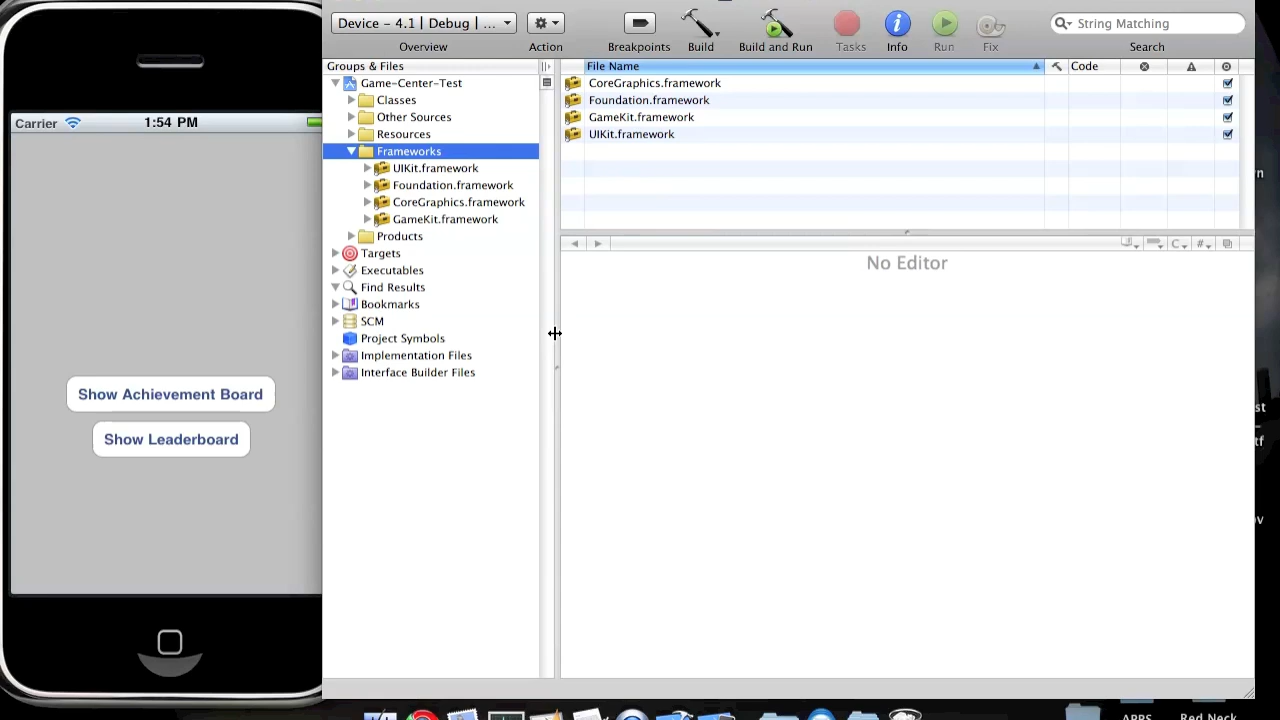 Carrier
1:54 PM
Show Achievement Board
Show Leaderboard
Device - 4.1 | Debug | ...
Overview
Action
Breakpoints
Build
Build and Run
Tasks
Info
Run
Fix
String Matching
Search
Groups & Files
Game-Center-Test
Classes
Other Sources
Resources
Frameworks
UIKit.framework
Foundation.framework
CoreGraphics.framework
GameKit.framework
Products
Targets
Executables
Find Results
Bookmarks
SCM
Project Symbols
Implementation Files
Interface Builder Files
File Name
Code
CoreGraphics.framework
Foundation.framework
GameKit.framework
UIKit.framework
C
#
No Editor
APPS
Red Neck